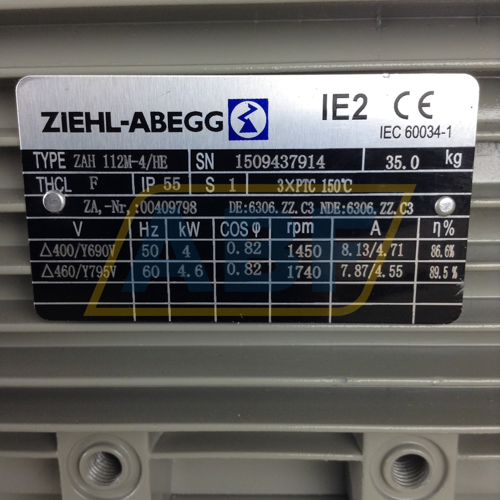 ZIEHL-ABEGG IE2 CE
IEC 60034-1
TYPE ZAH 112M-4/HE SN 1509437914 35.0 kg
THCL F IP 55 S 1 3×PTC 150℃
ZA,-Nr,:00409798 DE:6306.ZZ.C3 NDE:6306.ZZ.C3
V Hz kW COS φ rpm A η%
△400/Y690V 50 4 0.82 1450 8.13/4.71 86.6%
△460/Y795V 60 4.6 0.82 1740 7.87/4.55 89.5%
ABT